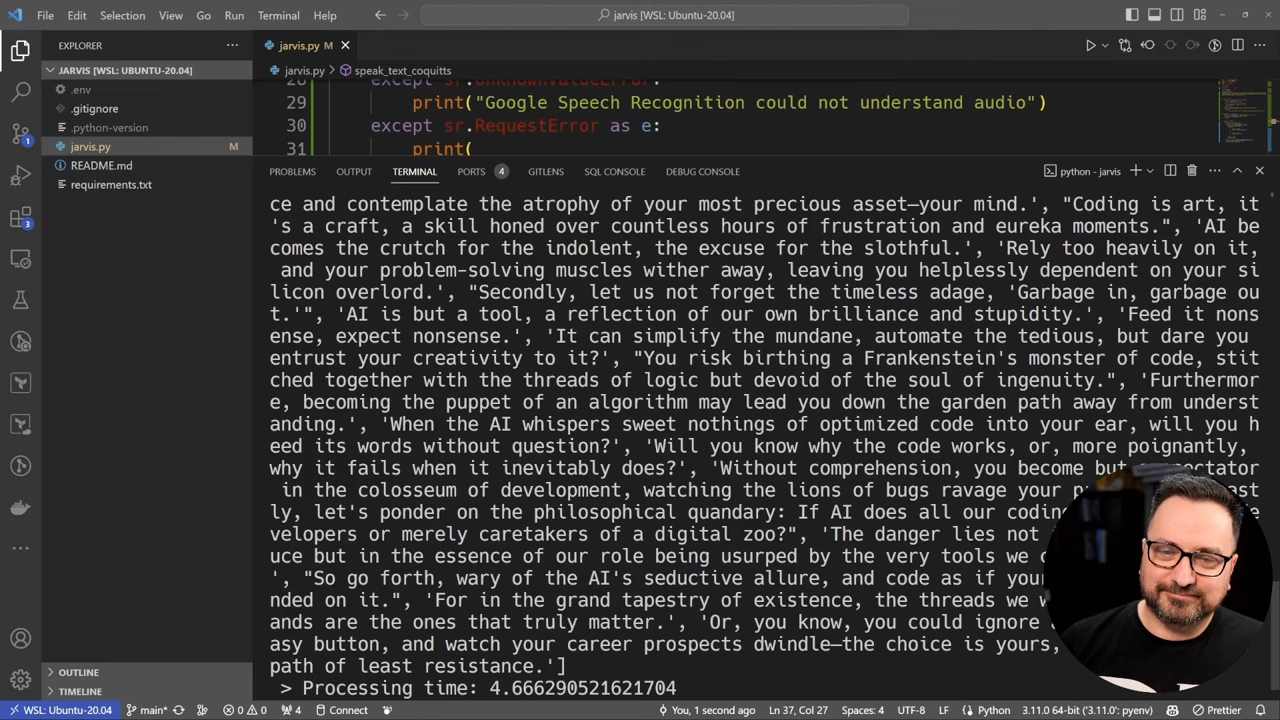 File Edit Selection View Go Run Terminal Help
jarvis [WSL: Ubuntu-20.04]
EXPLORER
jarvis.py M
JARVIS [WSL: UBUNTU-20.04]
jarvis.py > speak_text_coquitts
.env
.gitignore
.python-version
jarvis.py M
README.md
requirements.txt
28 except sr.UnknownValueError:
29 print("Google Speech Recognition could not understand audio")
30 except sr.RequestError as e:
31 print(
PROBLEMS OUTPUT TERMINAL PORTS 4 GITLENS SQL CONSOLE DEBUG CONSOLE
python - jarvis
ce and contemplate the atrophy of your most precious asset—your mind.', "Coding is art, it
's a craft, a skill honed over countless hours of frustration and eureka moments.", 'AI be
comes the crutch for the indolent, the excuse for the slothful.', 'Rely too heavily on it,
and your problem-solving muscles wither away, leaving you helplessly dependent on your si
licon overlord.', "Secondly, let us not forget the timeless adage, 'Garbage in, garbage ou
t.'", 'AI is but a tool, a reflection of our own brilliance and stupidity.', 'Feed it nons
ense, expect nonsense.', 'It can simplify the mundane, automate the tedious, but dare you
entrust your creativity to it?', "You risk birthing a Frankenstein's monster of code, stit
ched together with the threads of logic but devoid of the soul of ingenuity.", 'Furthermor
e, becoming the puppet of an algorithm may lead you down the garden path away from underst
anding.', 'When the AI whispers sweet nothings of optimized code into your ear, will you h
eed its words without question?', 'Will you know why the code works, or, more poignantly,
why it fails when it inevitably does?', 'Without comprehension, you become but
ectator
in the colosseum of development, watching the lions of bugs ravage your
ast
ly, let's ponder on the philosophical quandary: If AI does all our
velopers or merely caretakers of a digital zoo?", 'The danger lies not
uce but in the essence of our role being usurped by the very tools we
', "So go forth, wary of the AI's seductive allure, and code as if
nded on it.", 'For in the grand tapestry of existence, the threads we
ands are the ones that truly matter.', 'Or, you know, you could ignore
asy button, and watch your career prospects dwindle—the choice is yours,
path of least resistance.']
> Processing time: 4.666290521621704
1
3
OUTLINE
TIMELINE
WSL: Ubuntu-20.04 main* 0 0 4 Connect You, 1 second ago Ln 37, Col 27 Spaces: 4 UTF-8 LF Python 3.11.0 64-bit ('3.11.0': pyenv) Prettier